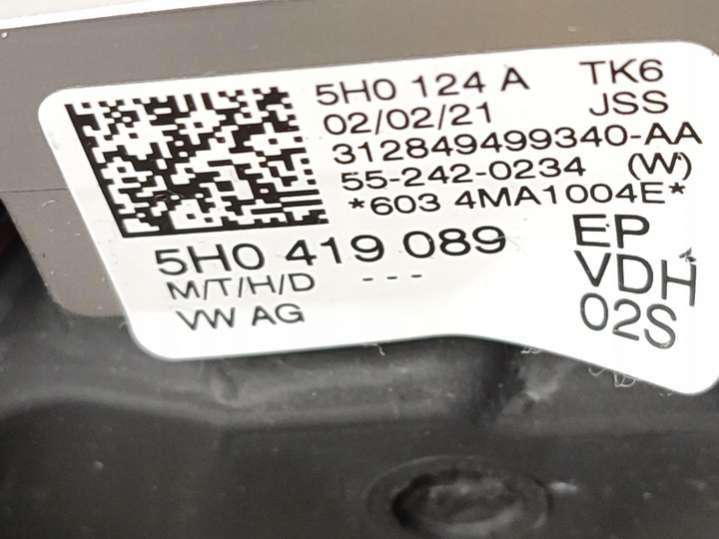 5H0 124 A TK6
02/02/21 JSS
312849499340-AA
55-242-0234 (W)
*603 4MA1004E*
5H0 419 089 EP
M/T/H/D --- VDH
VW AG 02S